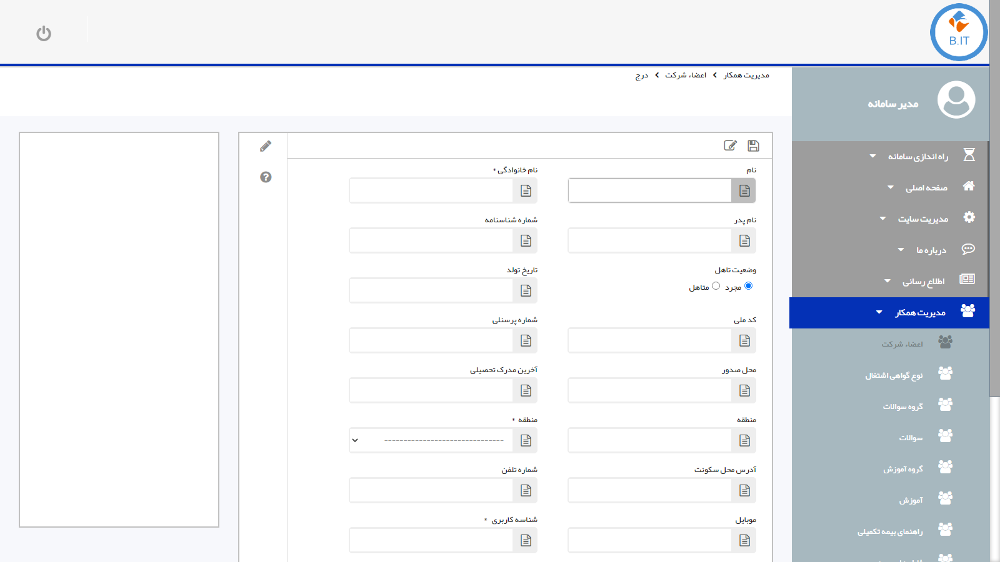 B.IT
مدیر سامانه
راه اندازی سامانه
صفحه اصلی
مدیریت سایت
درباره ما
اطلاع رسانی
مدیریت همکار
اعضاء شرکت
نوع گواهی اشتغال
گروه سوالات
سوالات
گروه آموزش
آموزش
راهنمای بیمه تکمیلی
مدیریت همکار > اعضاء شرکت > درج
نام
نام خانوادگی *
نام پدر
شماره شناسنامه
وضعیت تاهل
مجرد متاهل
تاریخ تولد
کد ملی
شماره پرسنلی
محل صدور
آخرین مدرک تحصیلی
منطقه
منطقه *
-------------------------------
آدرس محل سکونت
شماره تلفن
موبایل
شناسه کاربری *